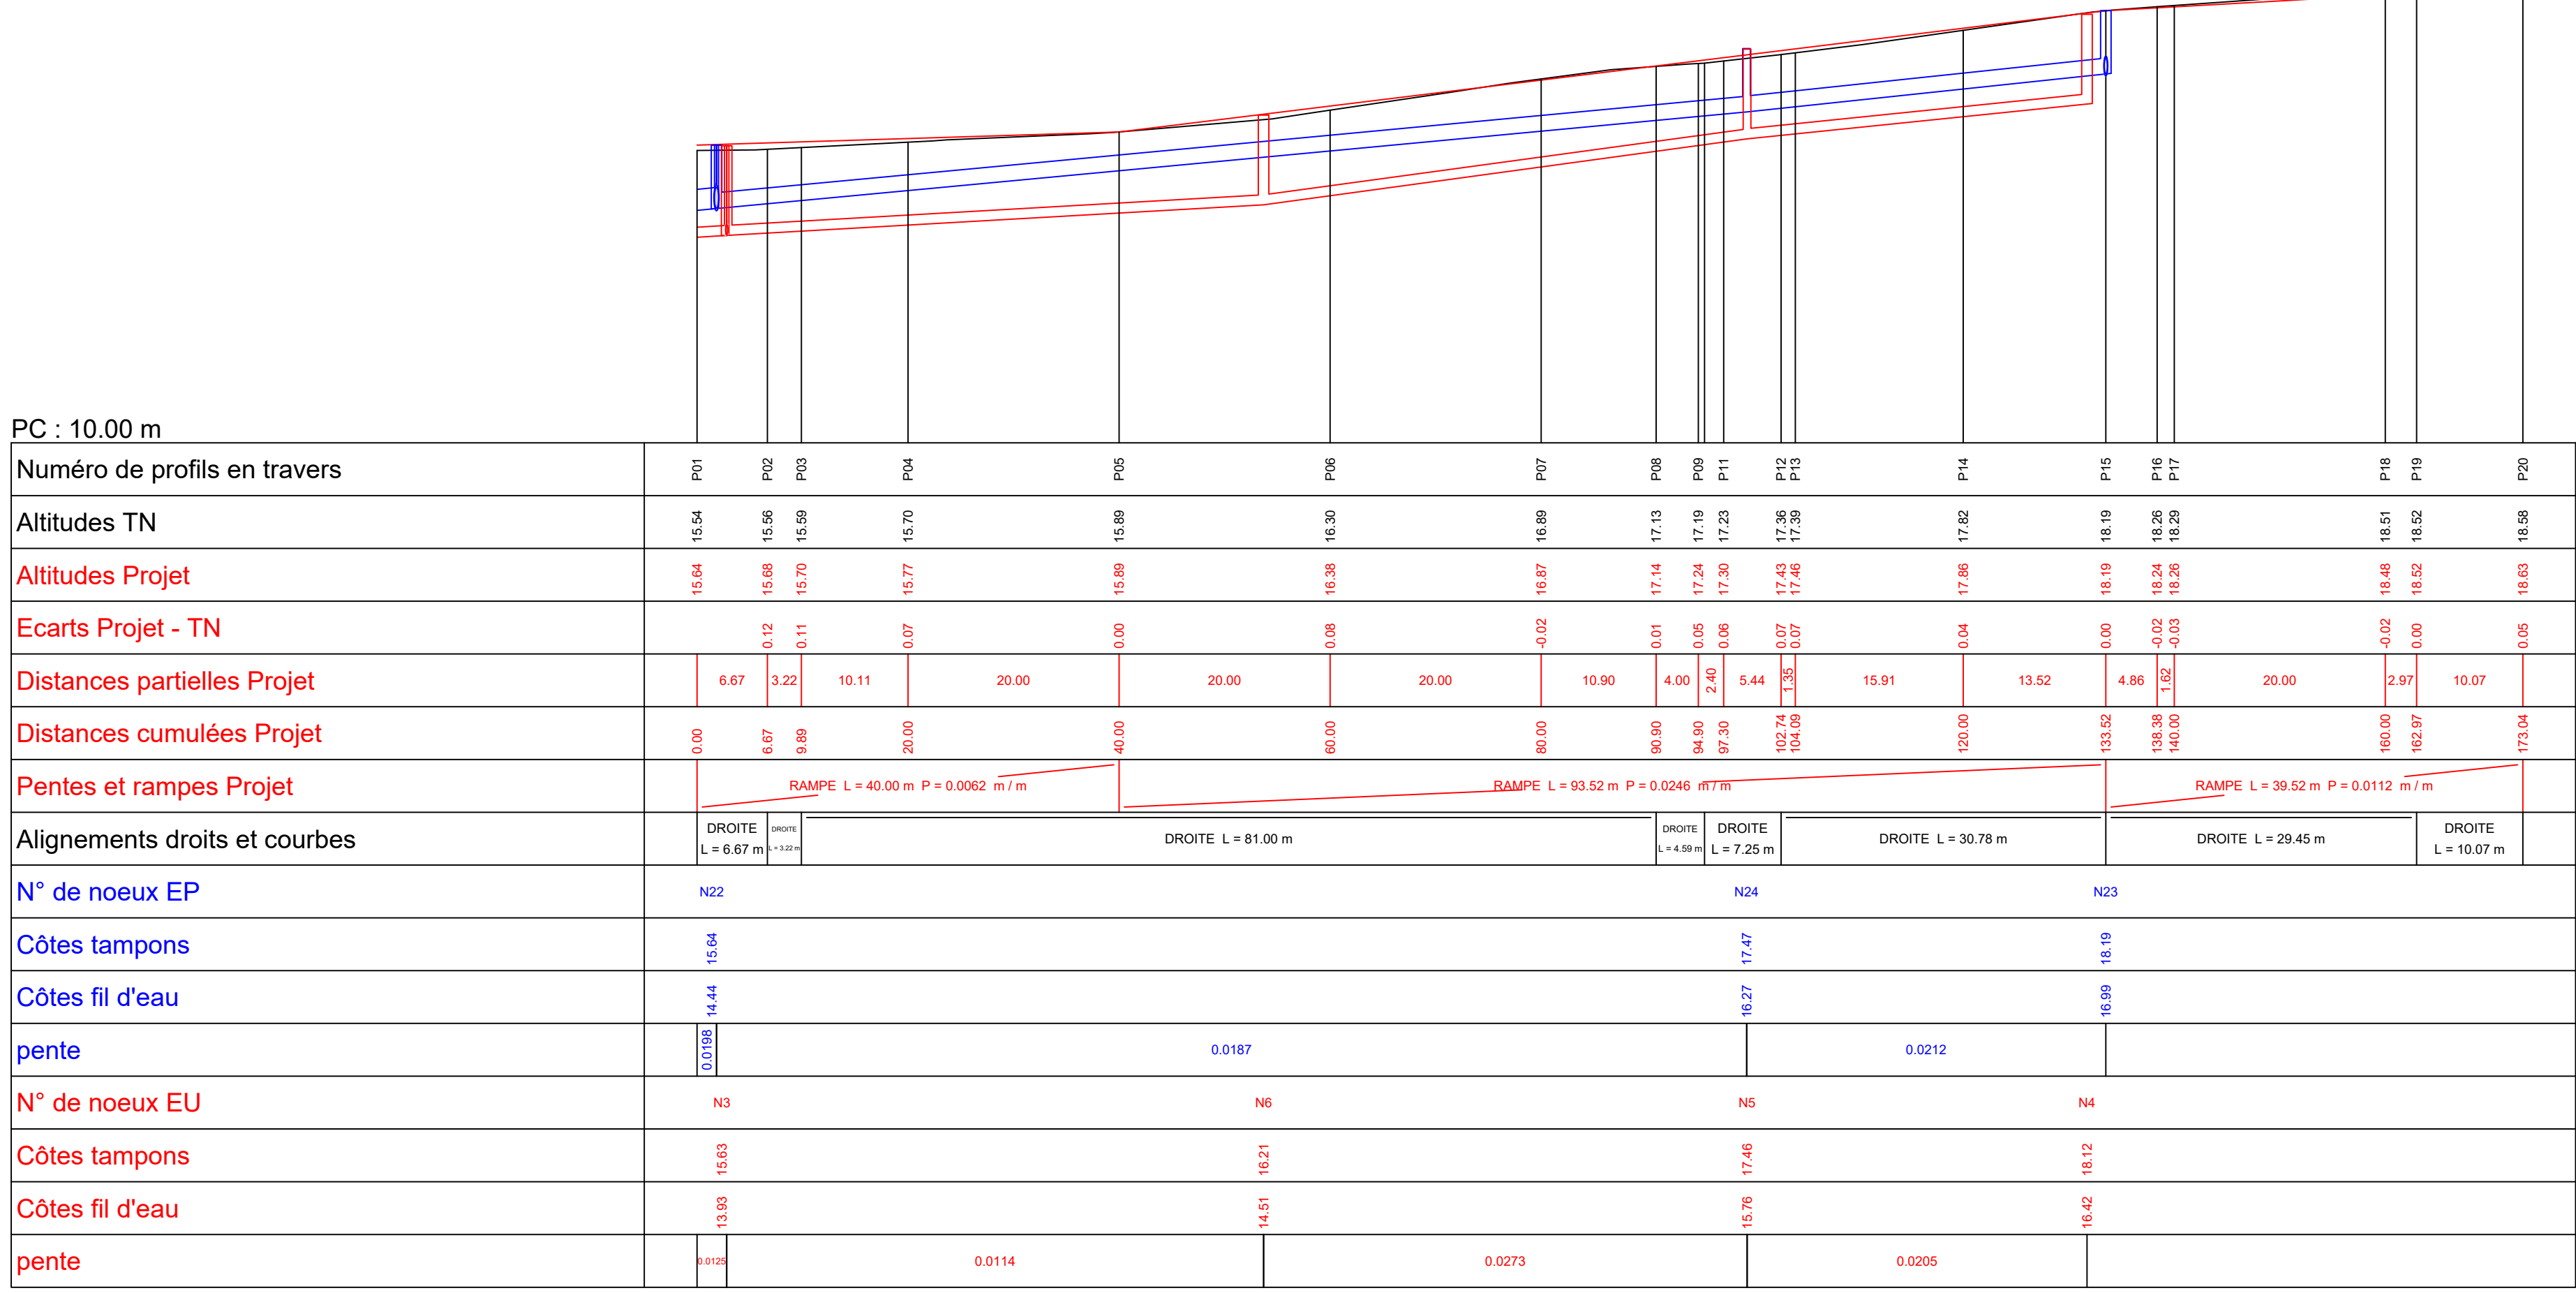 PC : 10.00 m
Numéro de profils en travers P01 P02 P03 P04 P05 P06 P07 P08 P09 P11 P12 P13 P14 P15 P16 P17 P18 P19 P20
Altitudes TN 15.54 15.56 15.59 15.70 15.89 16.30 16.89 17.13 17.19 17.23 17.36 17.39 17.82 18.19 18.26 18.29 18.51 18.52 18.58
Altitudes Projet 15.64 15.68 15.70 15.77 15.89 16.38 16.87 17.14 17.24 17.30 17.43 17.46 17.86 18.19 18.24 18.26 18.48 18.52 18.63
Ecarts Projet - TN 0.12 0.11 0.07 0.00 0.08 -0.02 0.01 0.05 0.06 0.07 0.07 0.04 0.00 -0.02 -0.03 -0.02 0.00 0.05
Distances partielles Projet 6.67 3.22 10.11 20.00 20.00 20.00 10.90 4.00 2.40 5.44 1.35 15.91 13.52 4.86 1.62 20.00 2.97 10.07
Distances cumulées Projet 0.00 6.67 9.89 20.00 40.00 60.00 80.00 90.90 94.90 97.30 102.74 104.09 120.00 133.52 138.38 140.00 160.00 162.97 173.04
Pentes et rampes Projet RAMPE L = 40.00 m P = 0.0062 m / m RAMPE L = 93.52 m P = 0.0246 m / m RAMPE L = 39.52 m P = 0.0112 m / m
Alignements droits et courbes DROITE L = 6.67 m DROITE L = 3.22 m DROITE L = 81.00 m DROITE L = 4.59 m DROITE L = 7.25 m DROITE L = 30.78 m DROITE L = 29.45 m DROITE L = 10.07 m
N° de noeux EP N22 N24 N23
Côtes tampons 15.64 17.47 18.19
Côtes fil d'eau 14.44 16.27 16.99
pente 0.0198 0.0187 0.0212
N° de noeux EU N3 N6 N5 N4
Côtes tampons 15.63 16.21 17.46 18.12
Côtes fil d'eau 13.93 14.51 15.76 16.42
pente 0.0125 0.0114 0.0273 0.0205